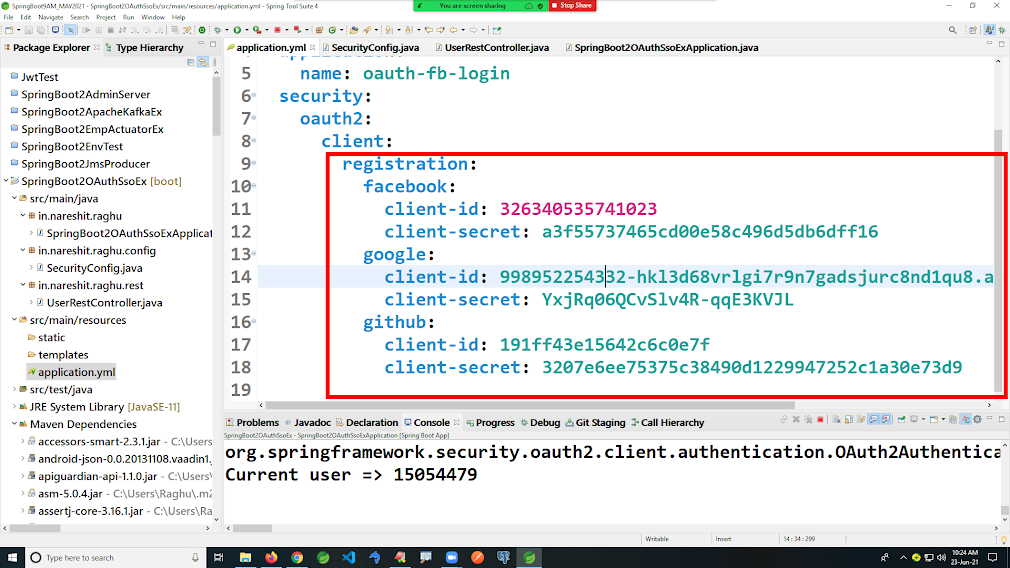 SpringBoot9AM_MAY2021 - SpringBoot2OAuthSsoEx/src/main/resources/application.yml - Spring Tool Suite 4
You are screen sharing
Stop Share
File Edit Navigate Search Project Run Window Help
Package Explorer
Type Hierarchy
application.yml
SecurityConfig.java
UserRestController.java
SpringBoot2OAuthSsoExApplication.java
JwtTest
SpringBoot2AdminServer
SpringBoot2ApacheKafkaEx
SpringBoot2EmpActuatorEx
SpringBoot2EnvTest
SpringBoot2JmsProducer
SpringBoot2OAuthSsoEx [boot]
src/main/java
in.nareshit.raghu
SpringBoot2OAuthSsoExApplicat
in.nareshit.raghu.config
SecurityConfig.java
in.nareshit.raghu.rest
UserRestController.java
src/main/resources
static
templates
application.yml
src/test/java
JRE System Library [JavaSE-11]
Maven Dependencies
accessors-smart-2.3.1.jar - C:\Users
android-json-0.0.20131108.vaadin1.
apiguardian-api-1.1.0.jar - C:\Users
asm-5.0.4.jar - C:\Users\Raghu\.m2
assertj-core-3.16.1.jar - C:\Users\Ra
5 name: oauth-fb-login
6 security:
7 oauth2:
8 client:
9 registration:
10 facebook:
11 client-id: 326340535741023
12 client-secret: a3f55737465cd00e58c496d5db6dff16
13 google:
14 client-id: 998952254332-hkl3d68vrlgi7r9n7gadsjurc8nd1qu8.a
15 client-secret: YxjRq06QCvSlv4R-qqE3KVJL
16 github:
17 client-id: 191ff43e15642c6c0e7f
18 client-secret: 3207e6ee75375c38490d1229947252c1a30e73d9
19
Problems Javadoc Declaration Console Progress Debug Git Staging Call Hierarchy
SpringBoot2OAuthSsoEx - SpringBoot2OAuthSsoExApplication [Spring Boot App]
org.springframework.security.oauth2.client.authentication.OAuth2Authentica
Current user => 15054479
Writable
Insert
14 : 34 : 299
Type here to search
10:24 AM
23-Jun-21